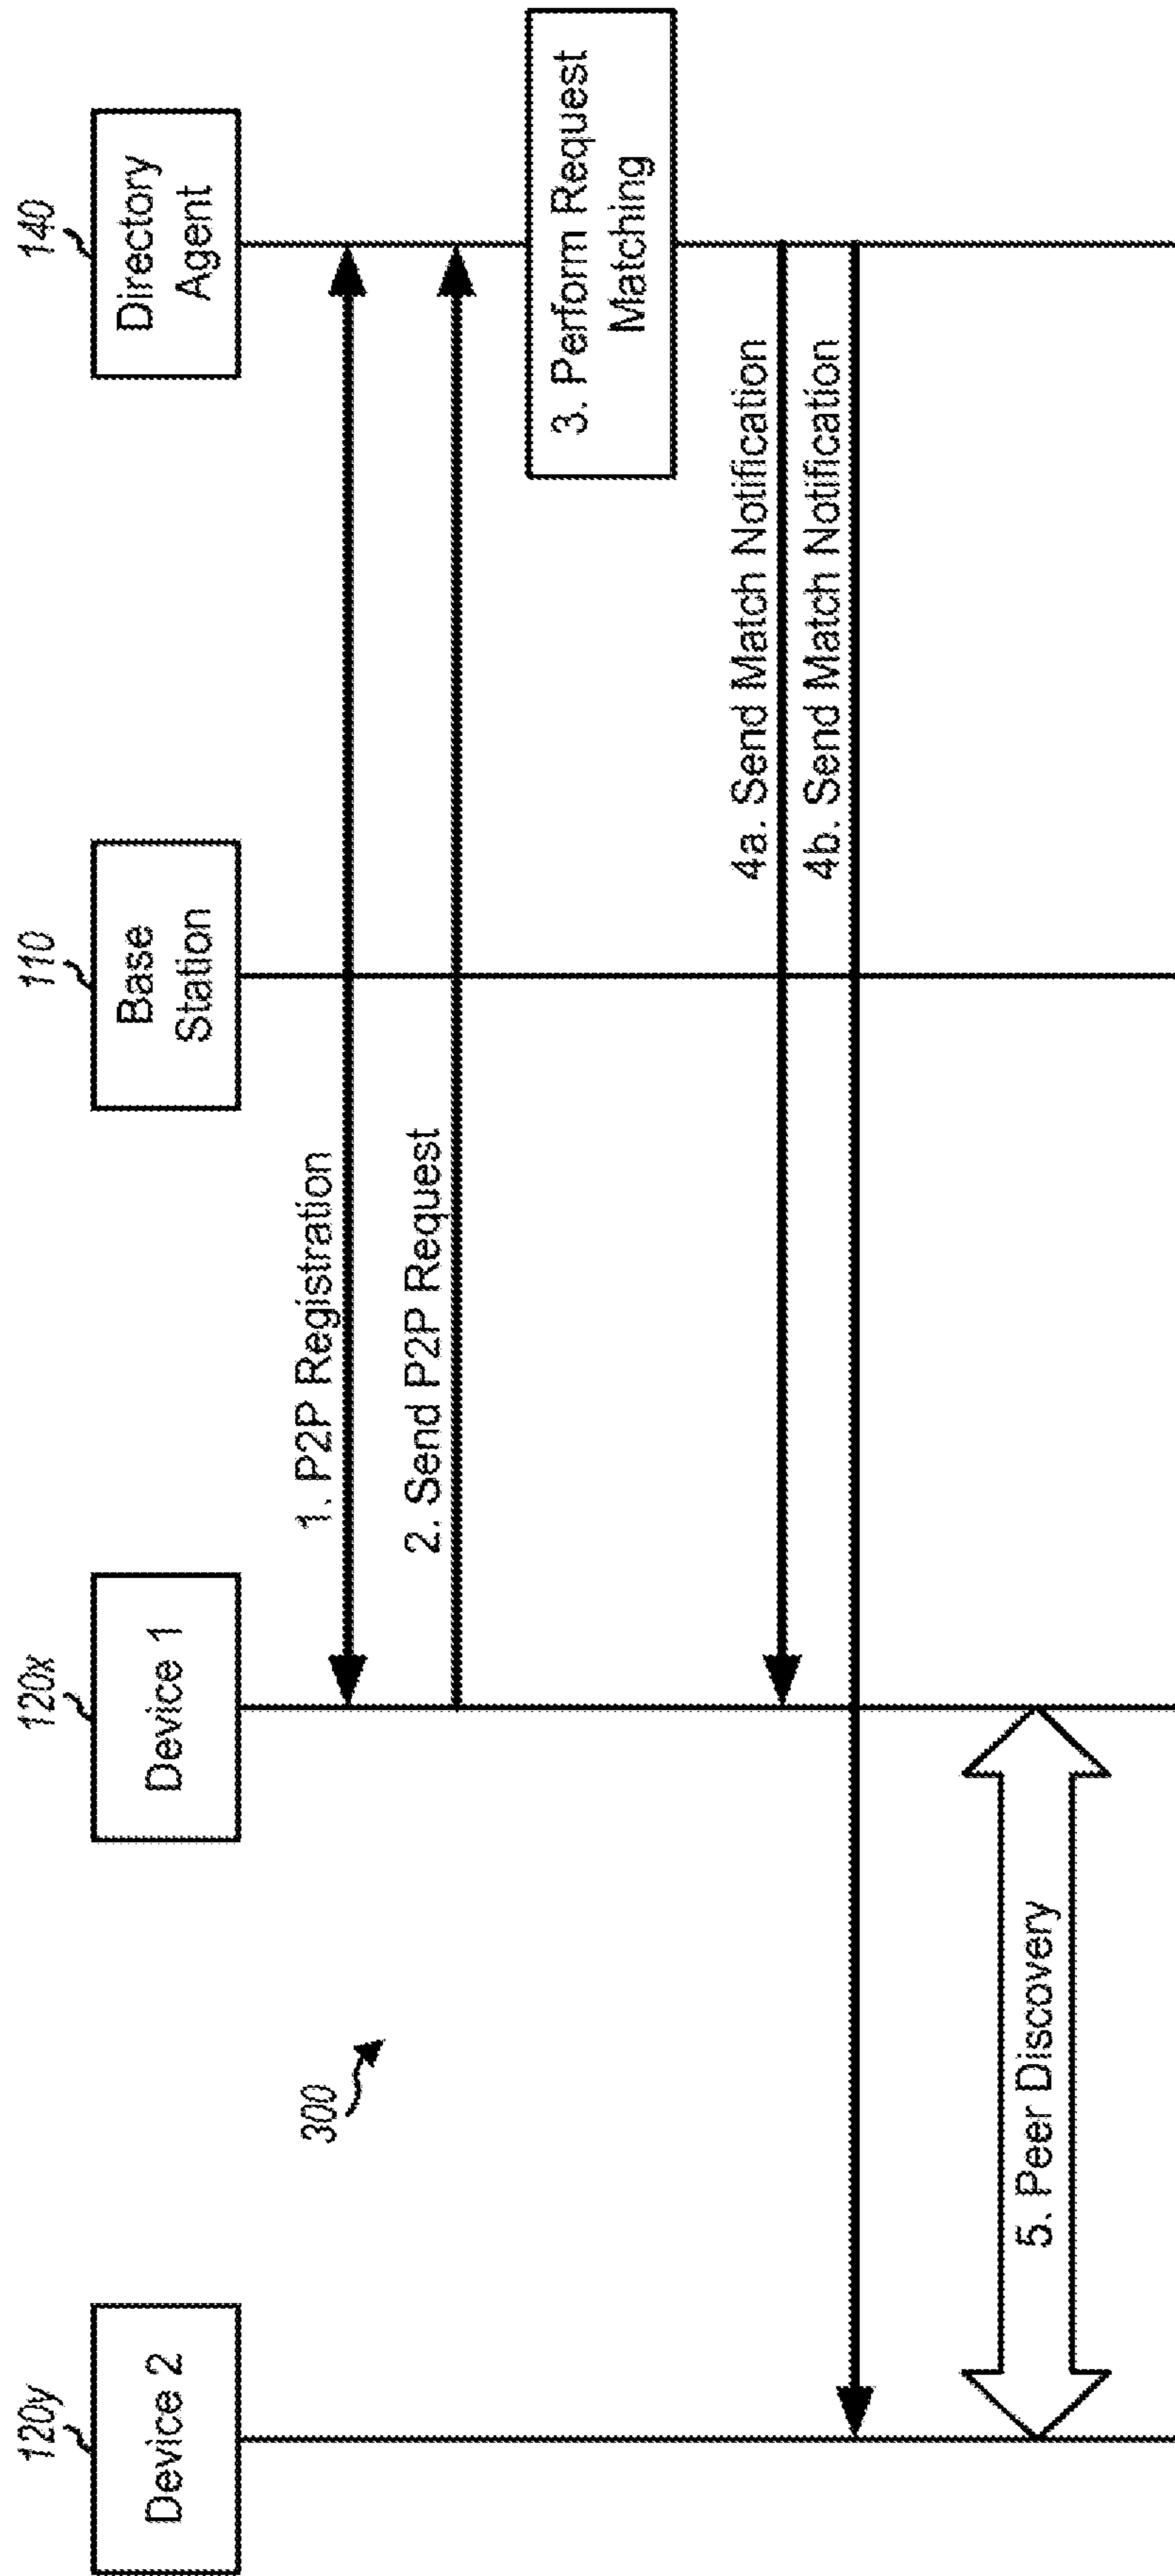 120y
120x
110
140
Device 2
Device 1
Base
Station
Directory
Agent
300
1. P2P Registration
2. Send P2P Request
3. Perform Request
Matching
4a. Send Match Notification
4b. Send Match Notification
5. Peer Discovery